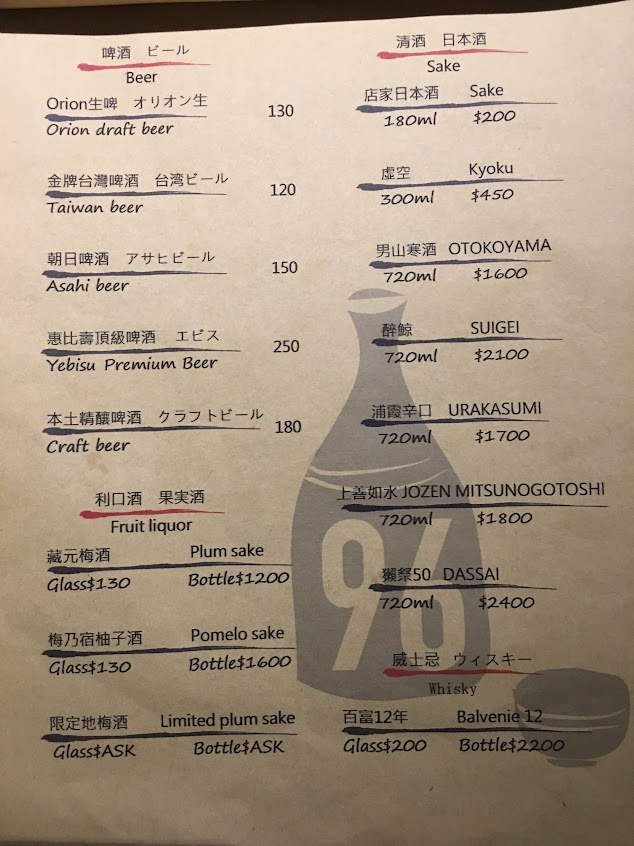 啤酒 ビール
Beer
Orion生啤 オリオン生 130
Orion draft beer
金牌台灣啤酒 台湾ビール 120
Taiwan beer
朝日啤酒 アサヒビール 150
Asahi beer
惠比壽頂級啤酒 エビス 250
Yebisu Premium Beer
本土精釀啤酒 クラフトビール 180
Craft beer
利口酒 果実酒
Fruit liquor
藏元梅酒 Plum sake
Glass$130 Bottle$1200
梅乃宿柚子酒 Pomelo sake
Glass$130 Bottle$1600
限定地梅酒 Limited plum sake
Glass$ASK Bottle$ASK
清酒 日本酒
Sake
店家日本酒 Sake
180ml $200
虛空 Kyoku
300ml $450
男山寒酒 OTOKOYAMA
720ml $1600
醉鯨 SUIGEI
720ml $2100
浦霞辛口 URAKASUMI
720ml $1700
上善如水 JOZEN MITSUNOGOTOSHI
720ml $1800
獺祭50 DASSAI
720ml $2400
96
威士忌 ウィスキー
Whisky
百富12年 Balvenie 12
Glass$200 Bottle$2200